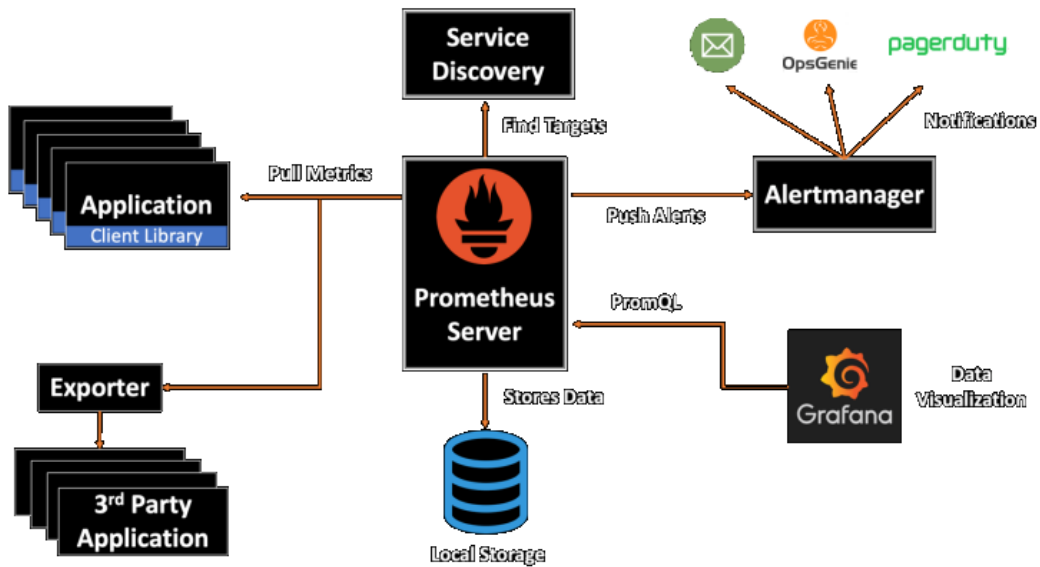 Service
Discovery
OpsGenie
pagerduty
Find Targets
Notifications
Pull Metrics
Application
Client Library
Push Alerts
Alertmanager
Prometheus
Server
PromQL
Exporter
Stores Data
Grafana
Data
Visualization
3rd Party
Application
Local Storage